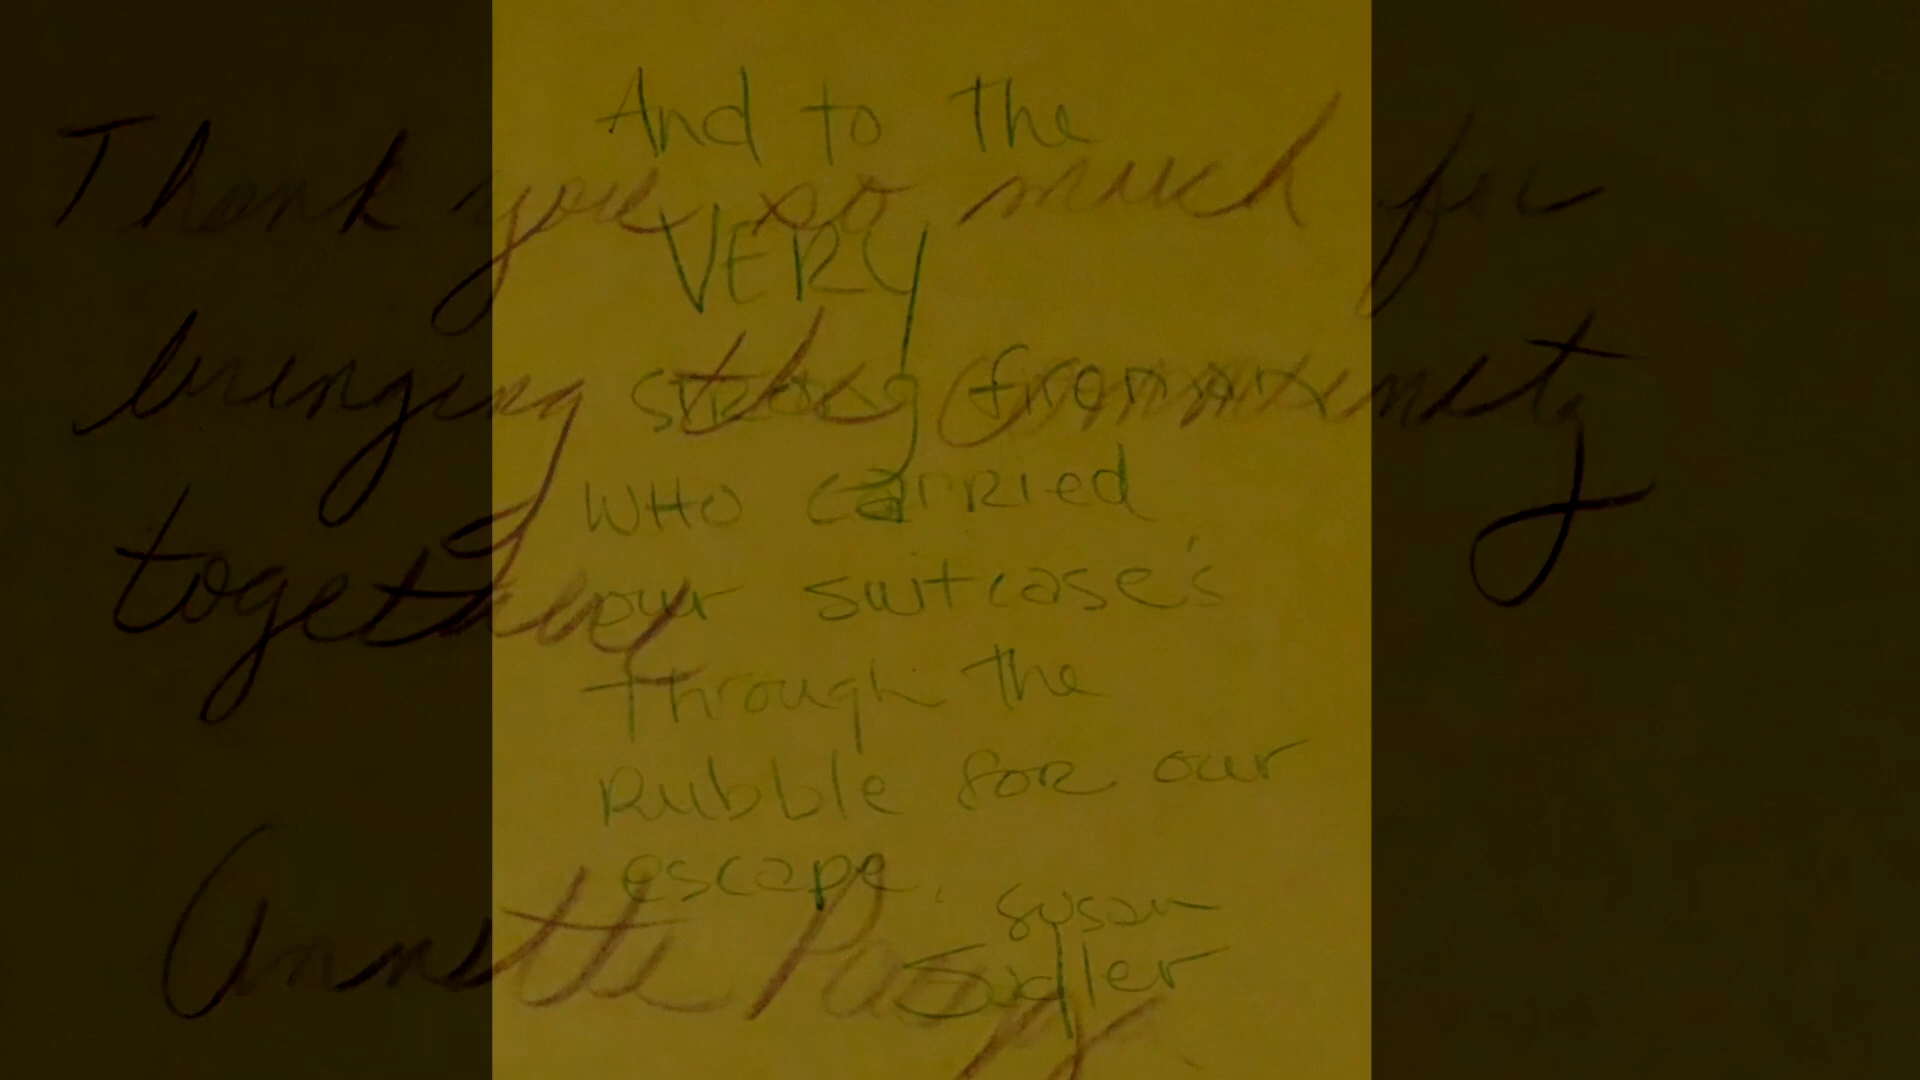 And to the
VERY
strong fireman
WHO carried
our suitcase's
Through the
Rubble for our
escape.
Susan
Sadler
Thank you so much for
bringing the community
together
Annette